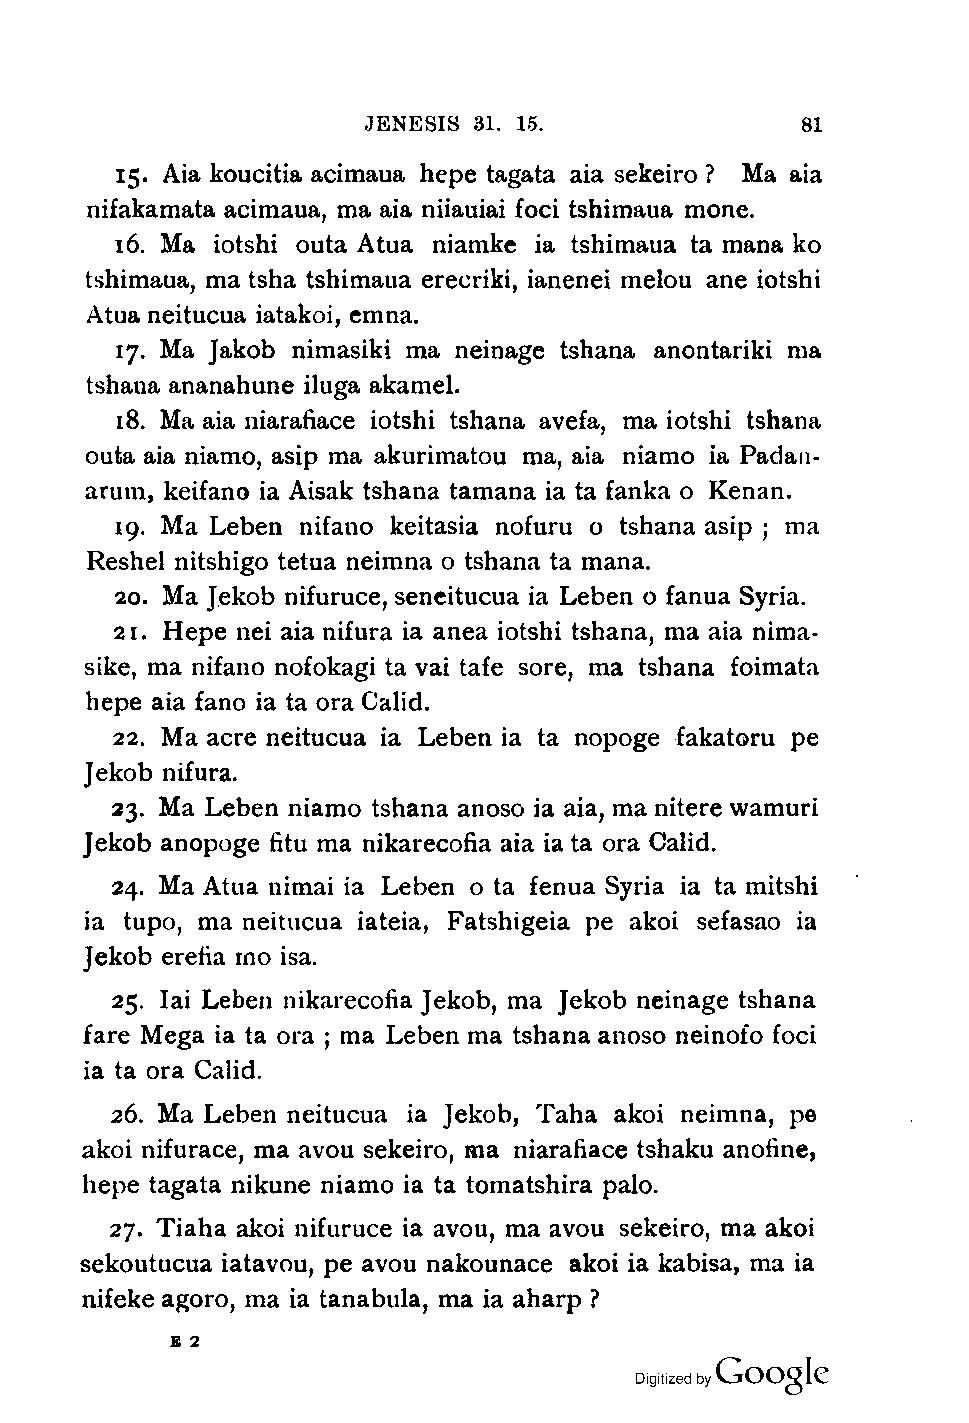 JENESIS 31. 15. 81
15. Aia koucitia acimaua hepe tagata aia sekeiro ? Ma aia
nifakamata acimaua, ma aia niiauiai foci tshimaua mone.
16. Ma iotshi outa Atua niamke ia tshimaua ta mana ko
tshimaua, ma tsha tshimaua erecriki, ianenei melou ane iotshi
Atua neitucua iatakoi, emna.
17. Ma Jakob nimasiki ma neinage tshana anontariki ma
tshana ananahune iluga akamel.
18. Ma aia niarafiace iotshi tshana avefa, ma iotshi tshana
outa aia niamo, asip ma akurimatou ma, aia niamo ia Padan-
arum, keifano ia Aisak tshana tamana ia ta fanka o Kenan.
19. Ma Leben nifano keitasia nofuru o tshana asip ; ma
Reshel nitshigo tetua neimna o tshana ta mana.
20. Ma Jekob nifuruce, seneitucua ia Leben o fanua Syria.
21. Hepe nei aia nifura ia anea iotshi tshana, ma aia nima-
sike, ma nifano nofokagi ta vai tafe sore, ma tshana foimata
hepe aia fano ia ta ora Calid.
22. Ma acre neitucua ia Leben ia ta nopoge fakatoru pe
Jekob nifura.
23. Ma Leben niamo tshana anoso ia aia, ma nitere wamuri
Jekob anopoge fitu ma nikarecofia aia ia ta ora Calid.
24. Ma Atua nimai ia Leben o ta fenua Syria ia ta mitshi
ia tupo, ma neitucua iateia, Fatshigeia pe akoi sefasao ia
Jekob erefia mo isa.
25. Iai Leben nikarecofia Jekob, ma Jekob neinage tshana
fare Mega ia ta ora ; ma Leben ma tshana anoso neinofo foci
ia ta ora Calid.
26. Ma Leben neitucua ia Jekob, Taha akoi neimna, pe
akoi nifurace, ma avou sekeiro, ma niarafiace tshaku anofine,
hepe tagata nikune niamo ia ta tomatshira palo.
27. Tiaha akoi nifuruce ia avou, ma avou sekeiro, ma akoi
sekoutucua iatavou, pe avou nakounace akoi ia kabisa, ma ia
nifeke agoro, ma ia tanabula, ma ia aharp ?
E 2
Digitized by Google